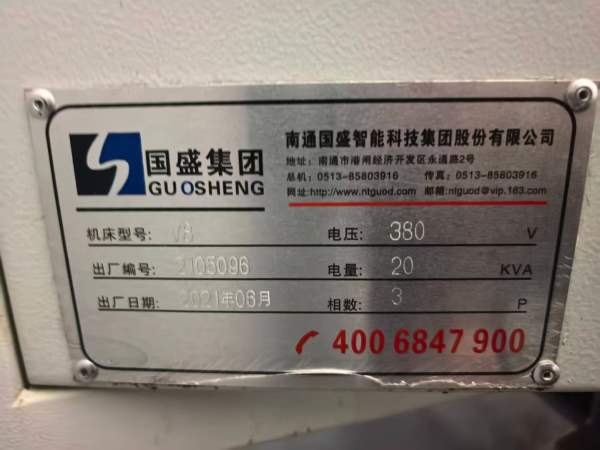 国盛集团
GUOSHENG
南通国盛智能科技集团股份有限公司
地址：南通市港闸经济开发区永通路2号
总机：0513-85803916 传真：0513-85803916
网址:http://www.ntguod.com 邮箱:ntguod@vip.163.com
机床型号: V8 电压: 380 V
出厂编号: 2105096 电量: 20 KVA
出厂日期: 2021年06月 相数: 3 P
400 6847 900